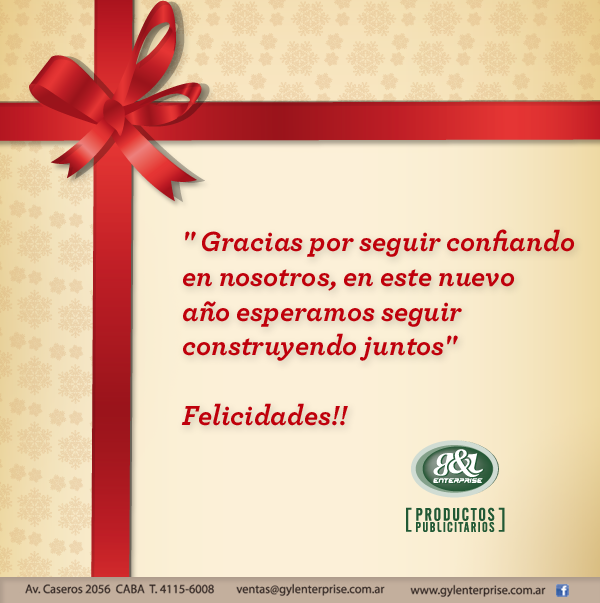 " Gracias por seguir confiando
en nosotros, en este nuevo
año esperamos seguir
construyendo juntos"
Felicidades!!
g&l
ENTERPRISE
[PRODUCTOS
PUBLICITARIOS]
Av. Caseros 2056 CABA T. 4115-6008 ventas@gylenterprise.com.ar www.gylenterprise.com.ar f